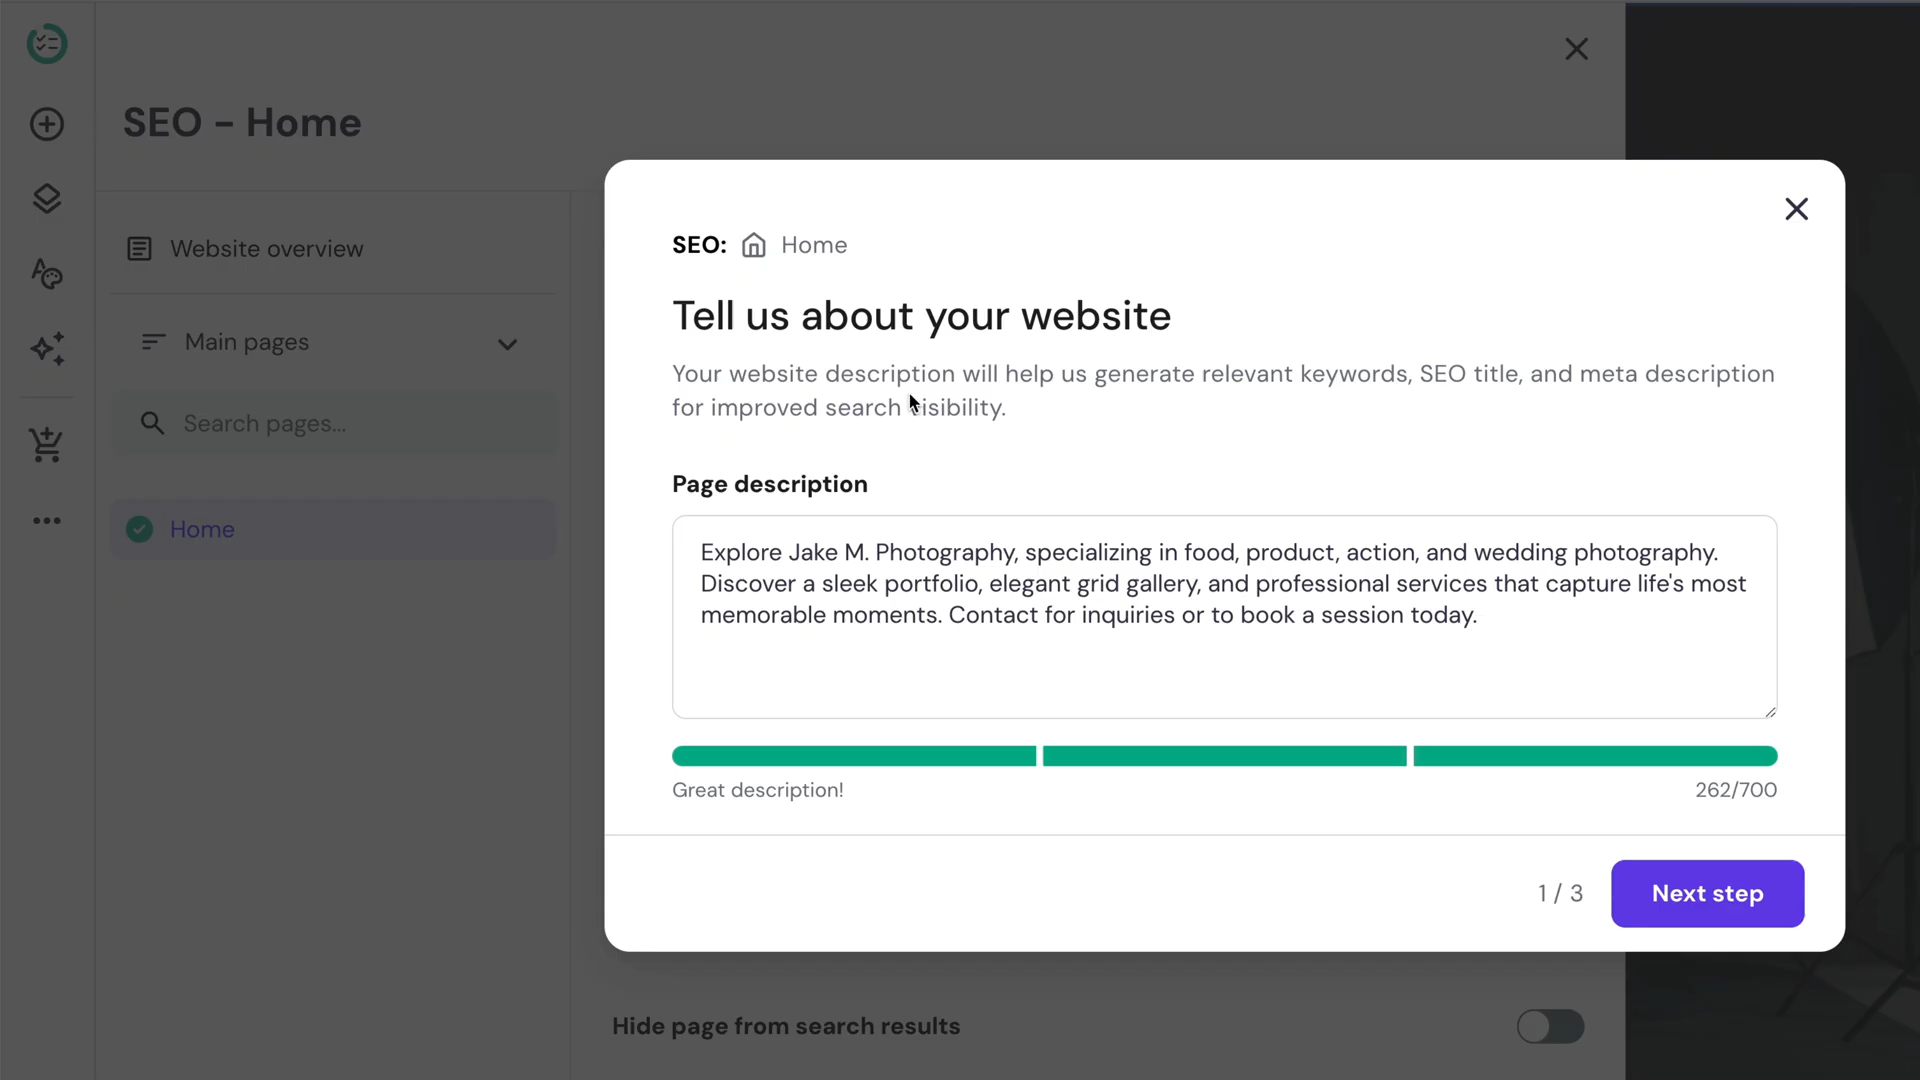 SEO - Home
Website overview
Main pages
Search pages...
Home
SEO: Home
Tell us about your website
Your website description will help us generate relevant keywords, SEO title, and meta description
for improved search visibility.
Page description
Explore Jake M. Photography, specializing in food, product, action, and wedding photography.
Discover a sleek portfolio, elegant grid gallery, and professional services that capture life's most
memorable moments. Contact for inquiries or to book a session today.
Great description!
262/700
1 / 3
Next step
Hide page from search results